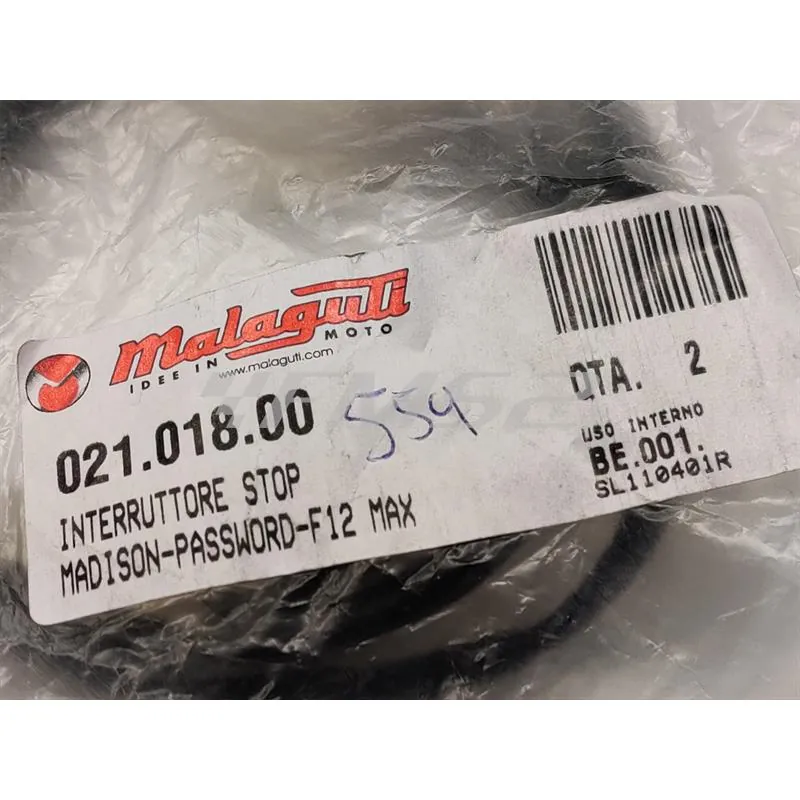 Malaguti
IDEE IN MOTO
www.malaguti.com
021.018.00
559
INTERRUTTORE STOP
MADISON-PASSWORD-F12 MAX
QTA. 2
USO INTERNO
BE.001.
SL110401R